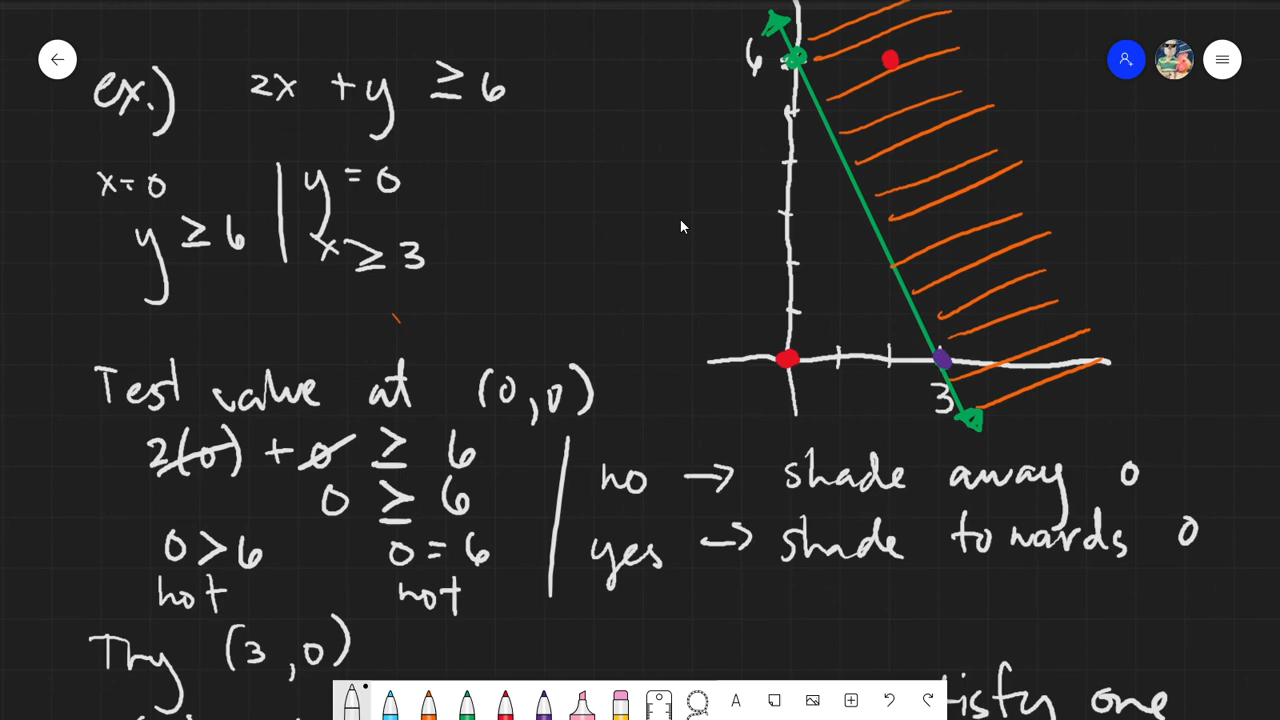 ex.) 2x + y ≥ 6
x = 0 | y = 0
y ≥ 6 | x ≥ 3
6
3
Test value at (0,0)
2(0) + 0 ≥ 6
0 ≥ 6
0 > 6 0 = 6
not not
no → shade away 0
yes → shade towards 0
Try (3,0)
one
A